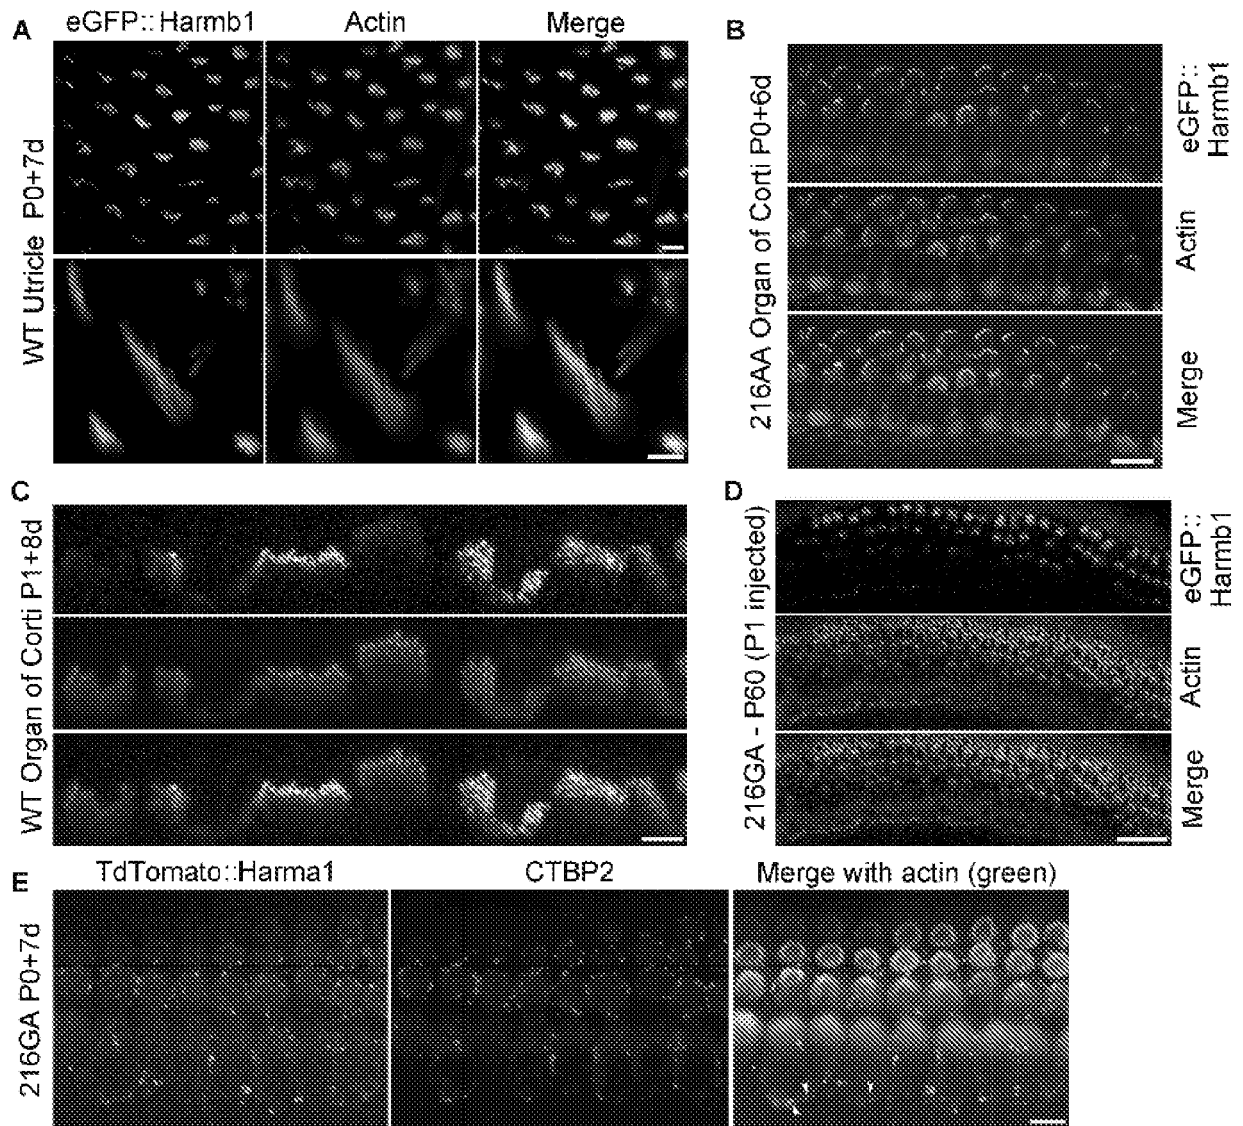 A
eGFP::Harmb1
Actin
Merge
WT Utricle P0+7d
B
216AA Organ of Corti P0+6d
eGFP::
Harmb1
Actin
Merge
C
WT Organ of Corti P1+8d
D
216GA - P60 (P1 injected)
eGFP::
Harmb1
Actin
Merge
E
TdTomato::Harma1
CTBP2
Merge with actin (green)
216GA P0+7d